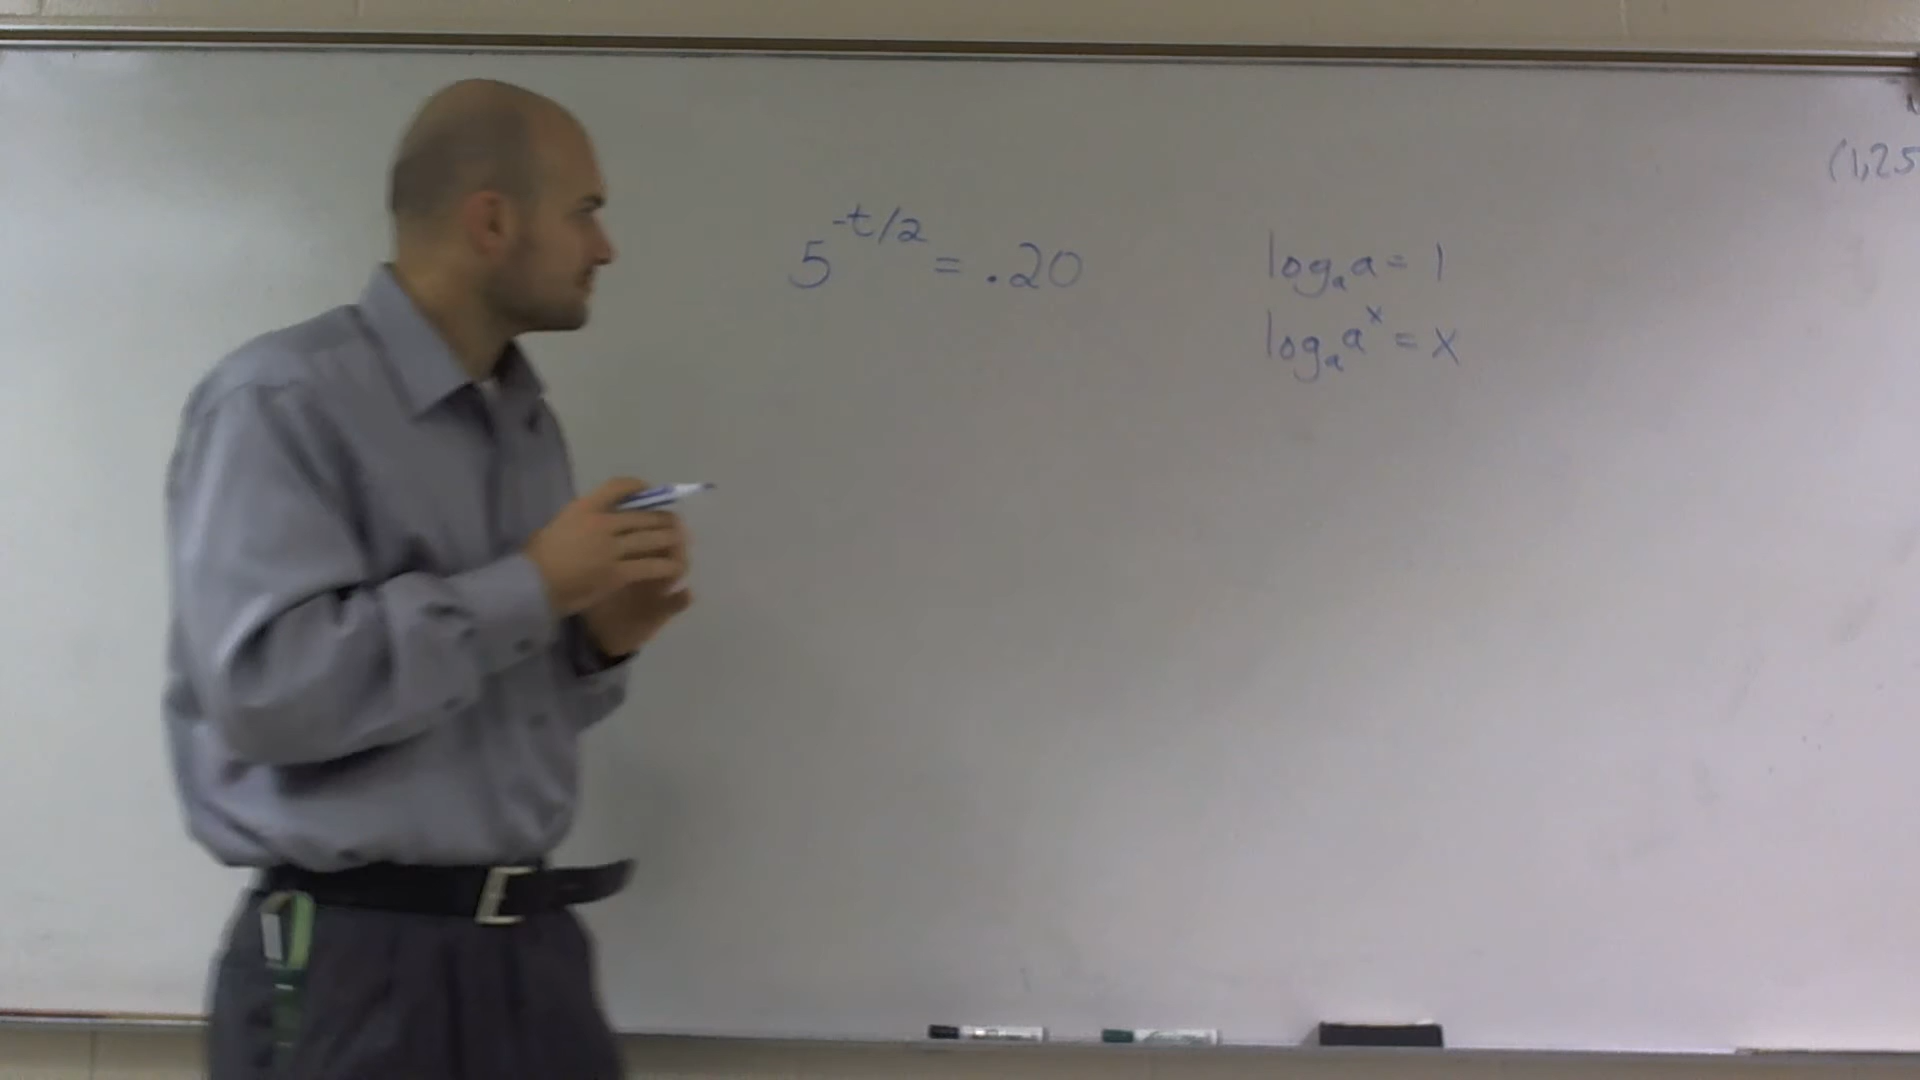 5^{-t/2} = .20
log_a a = 1
log_a a^x = x
(1,25